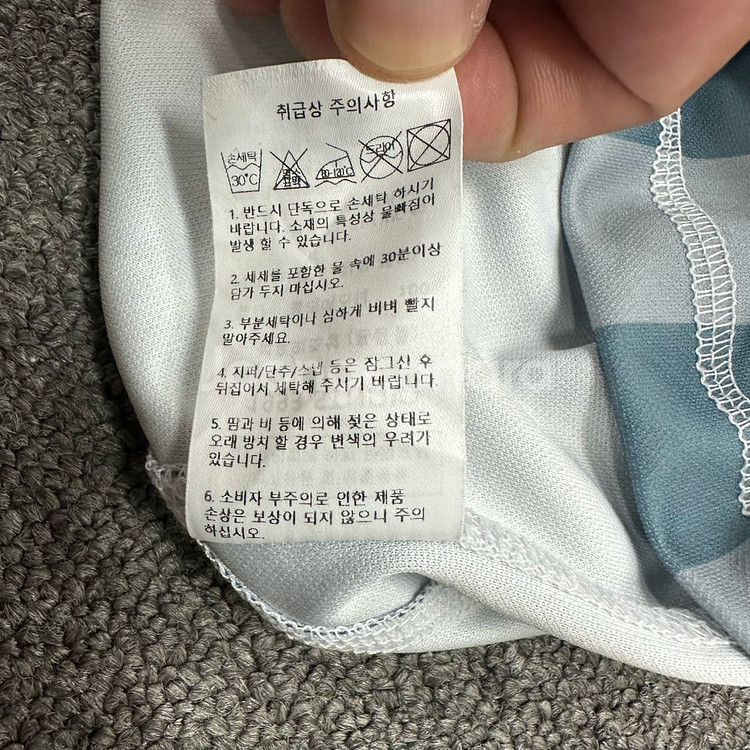 취급상 주의사항
손세탁
30℃
드라이
1. 반드시 단독으로 손세탁 하시기
바랍니다. 소재의 특성상 물빠짐이
발생 할 수 있습니다.
2. 세세를 포함한 물 속에 30분이상
담가 두지 마십시오.
3. 부분세탁이나 심하게 비벼 빨지
말아주세요.
4. 지퍼/단추/스냅 등은 잠그신 후
뒤집어서 세탁해 주시기 바랍니다.
5. 땀과 비 등에 의해 젖은 상태로
오래 방치 할 경우 변색의 우려가
있습니다.
6. 소비자 부주의로 인한 제품
손상은 보상이 되지 않으니 주의
하십시오.